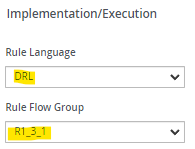 Implementation/Execution
Rule Language
DRL
Rule Flow Group
R1_3_1